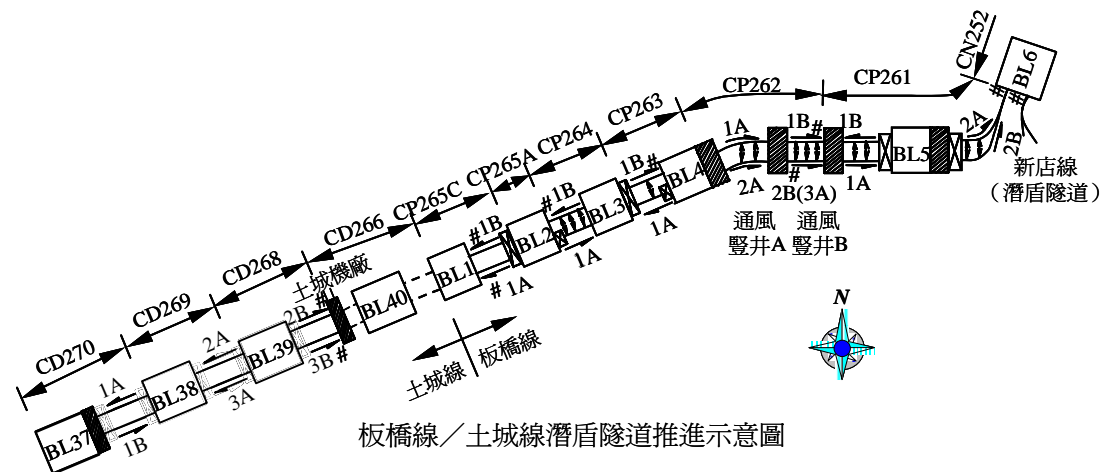 CN252
BL6
CP261
CP262
CP263
CP264
CP265A
CP265C
CD266
CD268
CD269
CD270
2A
2B
新店線
（潛盾隧道）
1B
#
1B
BL5
1A
1A
2A
#
2B(3A)
通風
豎井A
通風
豎井B
BL4
1B
#
1A
BL3
#
1B
1A
BL2
#
1B
#
1A
BL1
BL40
土城機廠
2B
#
3B
#
BL39
2A
3A
BL38
1A
1B
BL37
土城線
板橋線
N
板橋線／土城線潛盾隧道推進示意圖
#
#